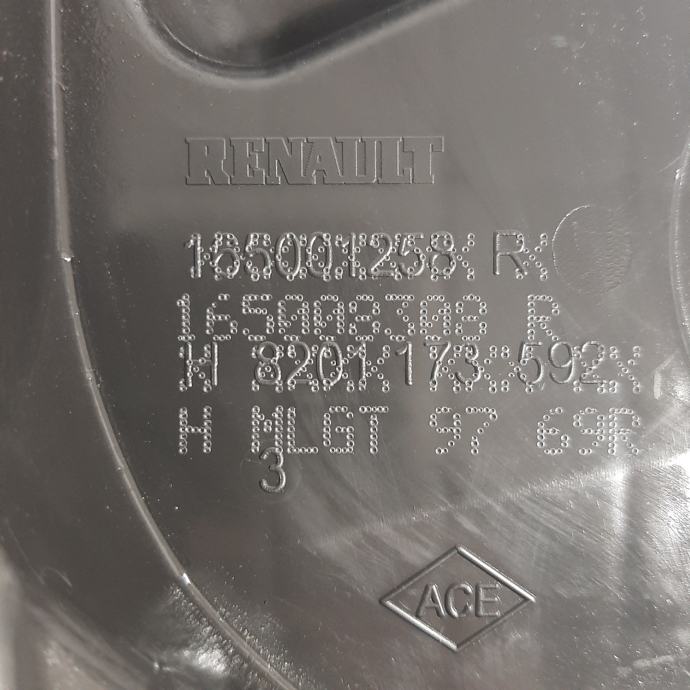 RENAULT
165001258 R
165008308 R
H 8201 173 592
H MLGT 97 69R
3
ACE